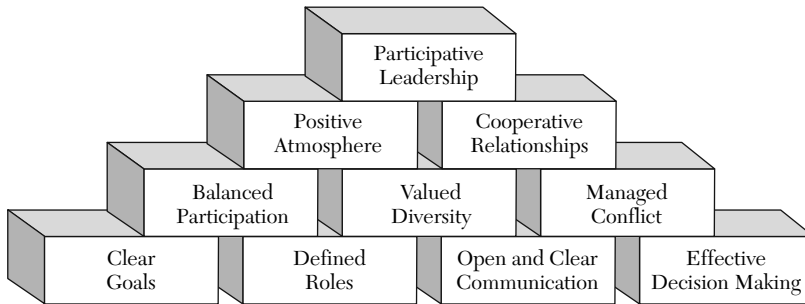 Participative
Leadership
Positive
Atmosphere
Cooperative
Relationships
Balanced
Participation
Valued
Diversity
Managed
Conflict
Clear
Goals
Defined
Roles
Open and Clear
Communication
Effective
Decision Making